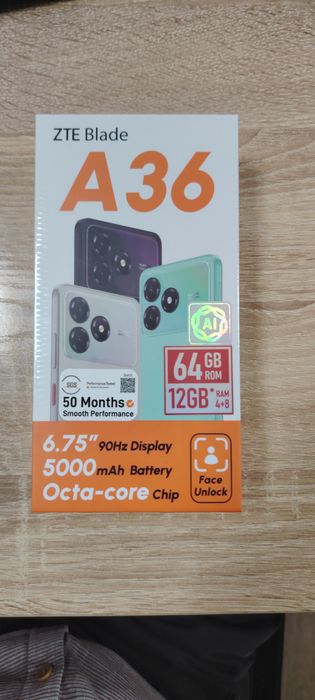 ZTE Blade
A36
AI
64 GB ROM
12GB* RAM 4+8
SGS
Performance Tested
50 Months
Smooth Performance
6.75" 90Hz Display
5000mAh Battery
Octa-core Chip
Face
Unlock